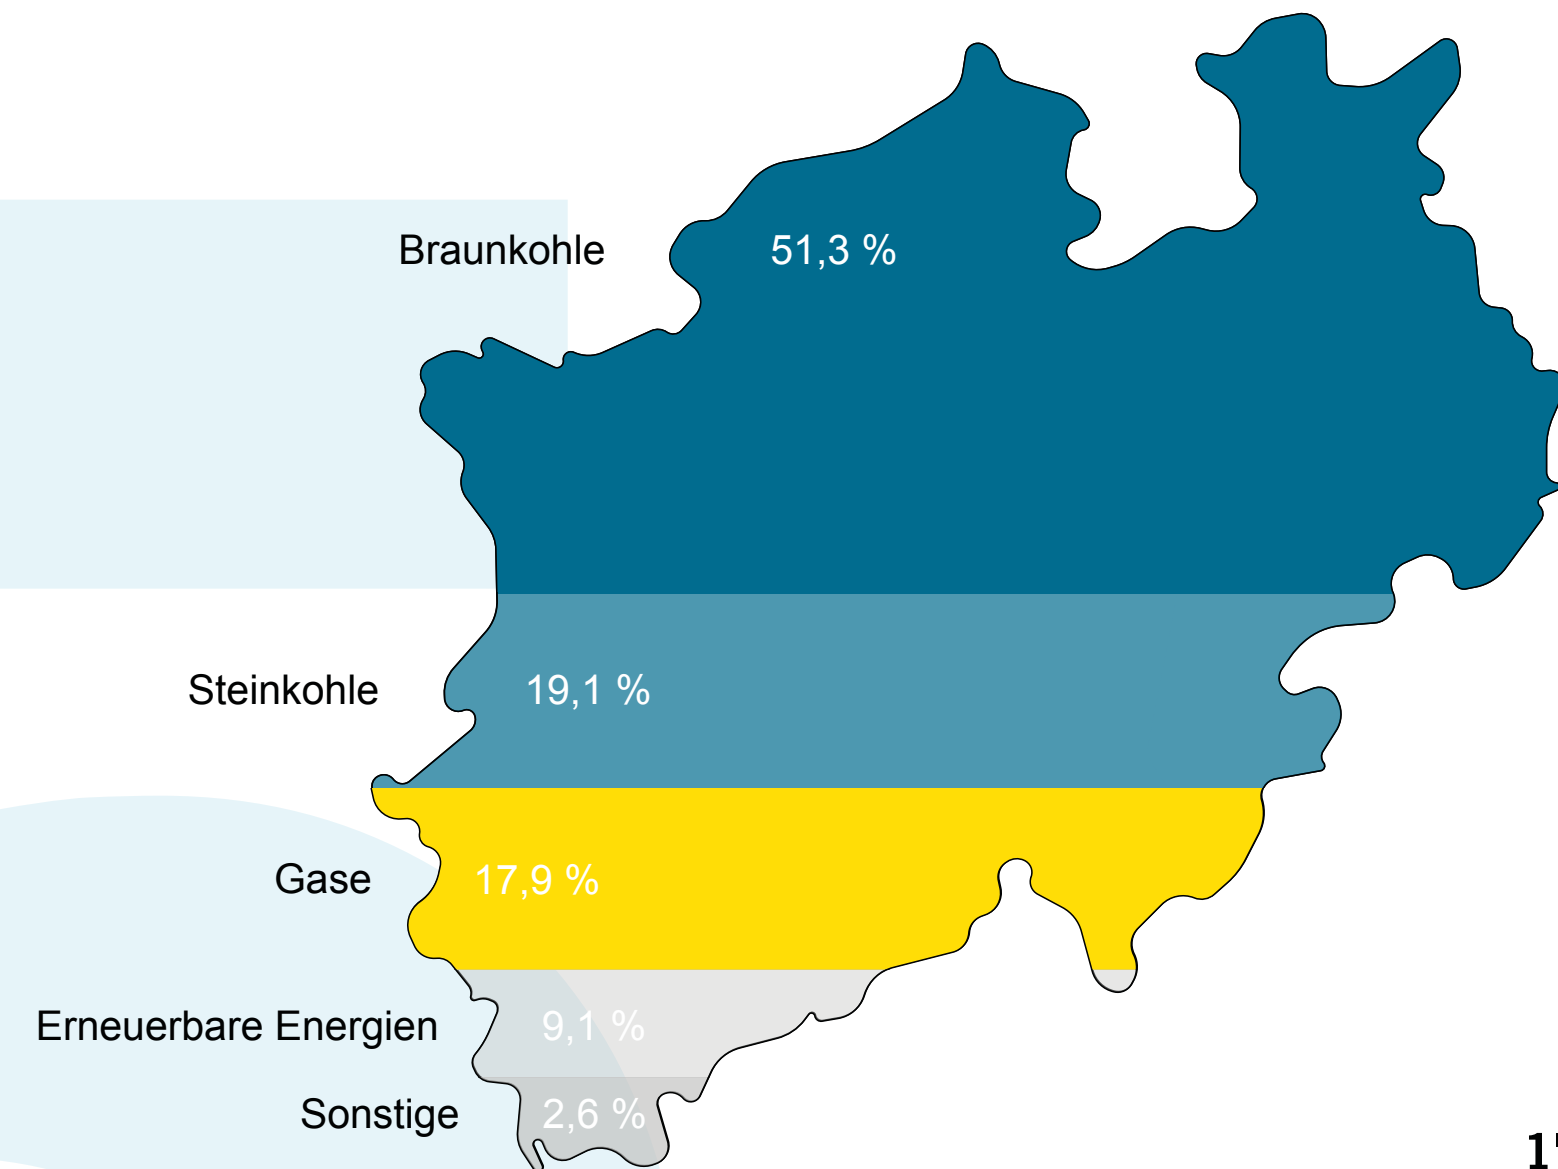 Braunkohle 51,3 %
Steinkohle 19,1 %
Gase 17,9 %
Erneuerbare Energien 9,1 %
Sonstige 2,6 %